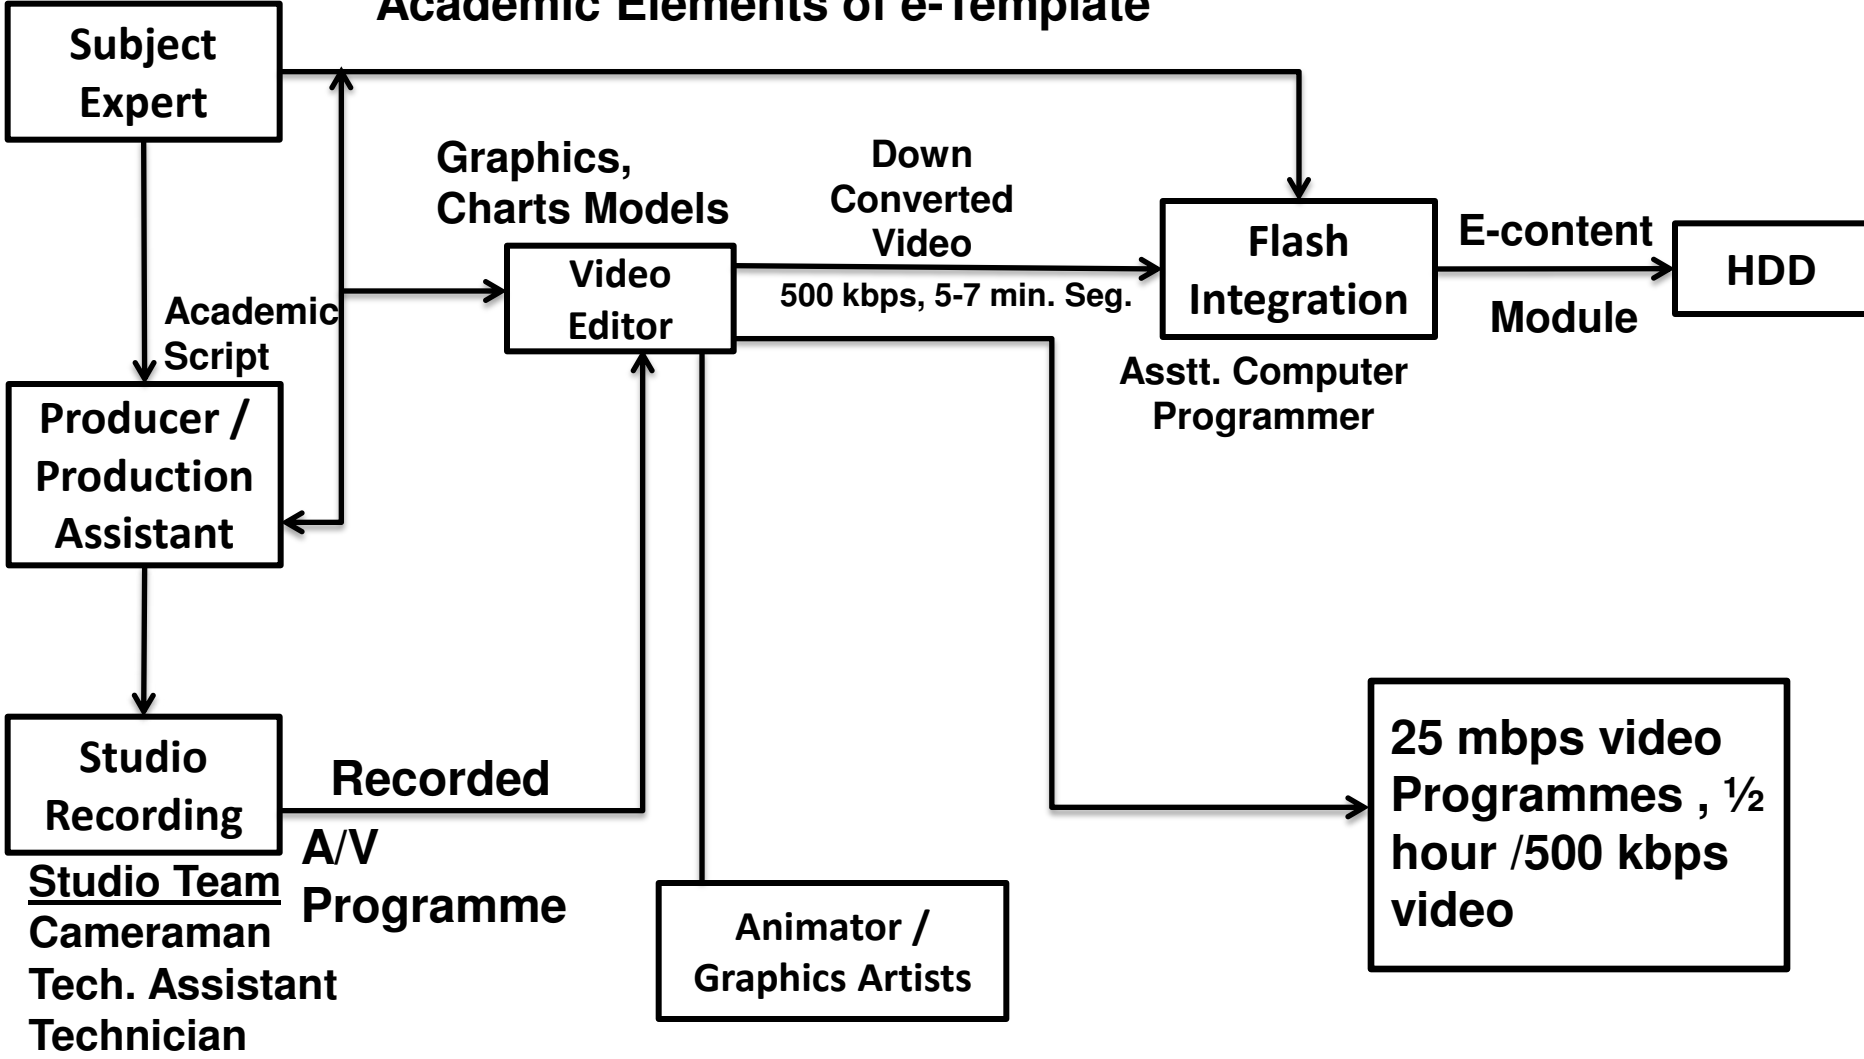 Academic Elements of e-Template
Subject
Expert
Graphics,
Charts Models
Down
Converted
Video
500 kbps, 5-7 min. Seg.
Video
Editor
Flash
Integration
Asstt. Computer
Programmer
E-content
Module
HDD
Academic
Script
Producer /
Production
Assistant
Studio
Recording
Recorded
A/V
Programme
Studio Team
Cameraman
Tech. Assistant
Technician
Animator /
Graphics Artists
25 mbps video
Programmes , ½
hour /500 kbps
video